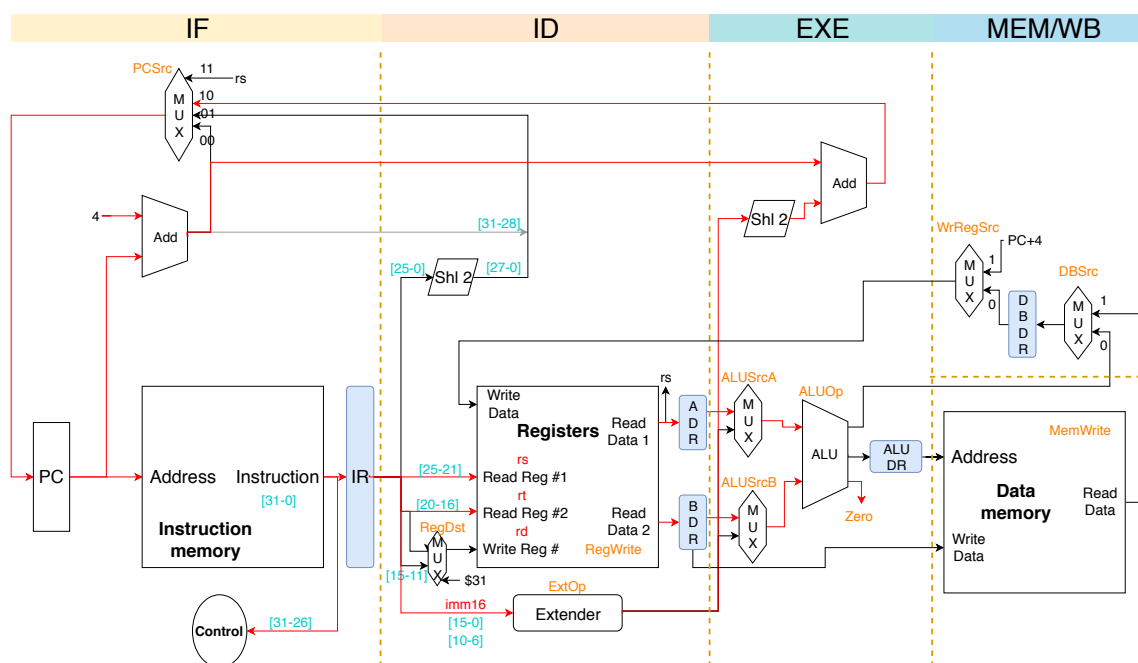 IF
ID
EXE
MEM/WB
PCSrc
11
rs
10
01
00
M
U
X
4
Add
[31-28]
[25-0]
Shl 2
[27-0]
Shl 2
Add
WrRegSrc
PC+4
1
0
M
U
X
D
B
D
R
DBSrc
1
0
M
U
X
PC
Address
Instruction
[31-0]
Instruction
memory
IR
[25-21]
[20-16]
RegDst
M
U
X
[15-11]
$31
Write
Data
Registers
rs
Read
Data 1
rs
Read Reg #1
rt
Read Reg #2
rd
Write Reg #
Read
Data 2
RegWrite
A
D
R
B
D
R
ALUSrcA
M
U
X
ALUSrcB
M
U
X
ALUOp
ALU
Zero
ALU
DR
MemWrite
Address
Data
memory
Read
Data
Write
Data
Control
[31-26]
imm16
[15-0]
[10-6]
ExtOp
Extender